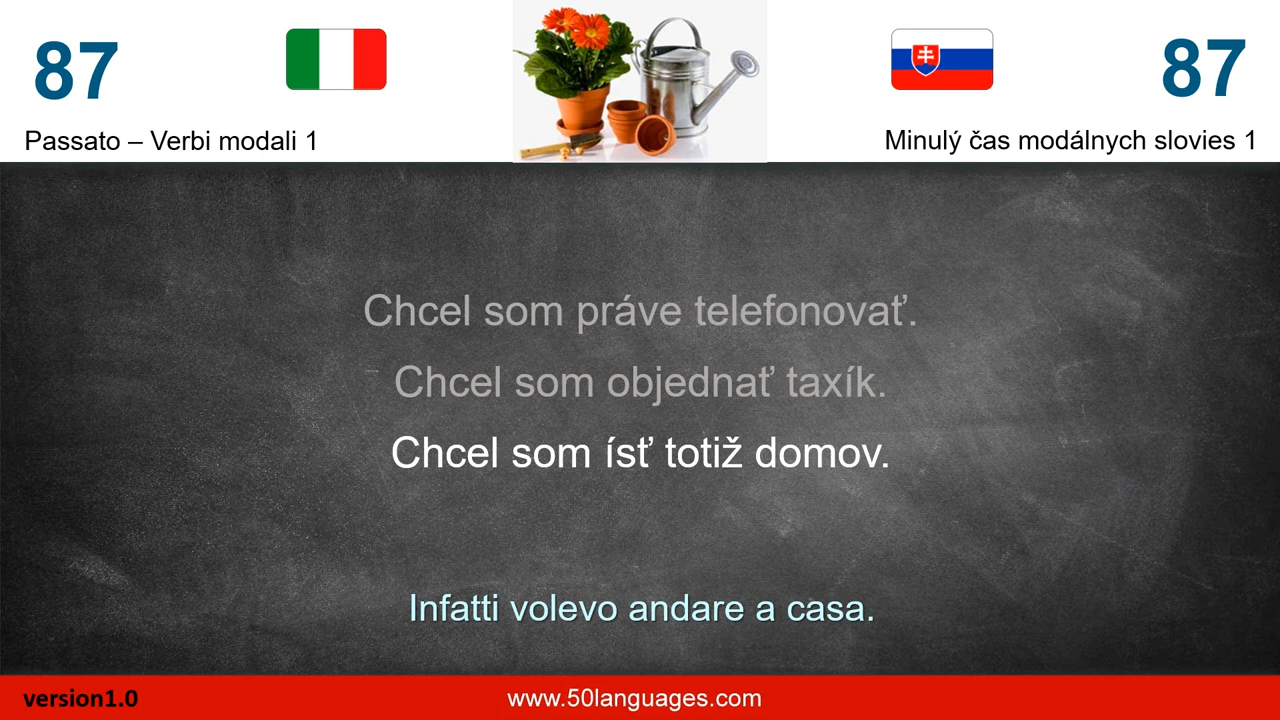 87
87
Passato – Verbi modali 1
Minulý čas modálnych slovies 1
Chcel som práve telefonovať.
Chcel som objednať taxík.
Chcel som ísť totiž domov.
Infatti volevo andare a casa.
version1.0
www.50languages.com